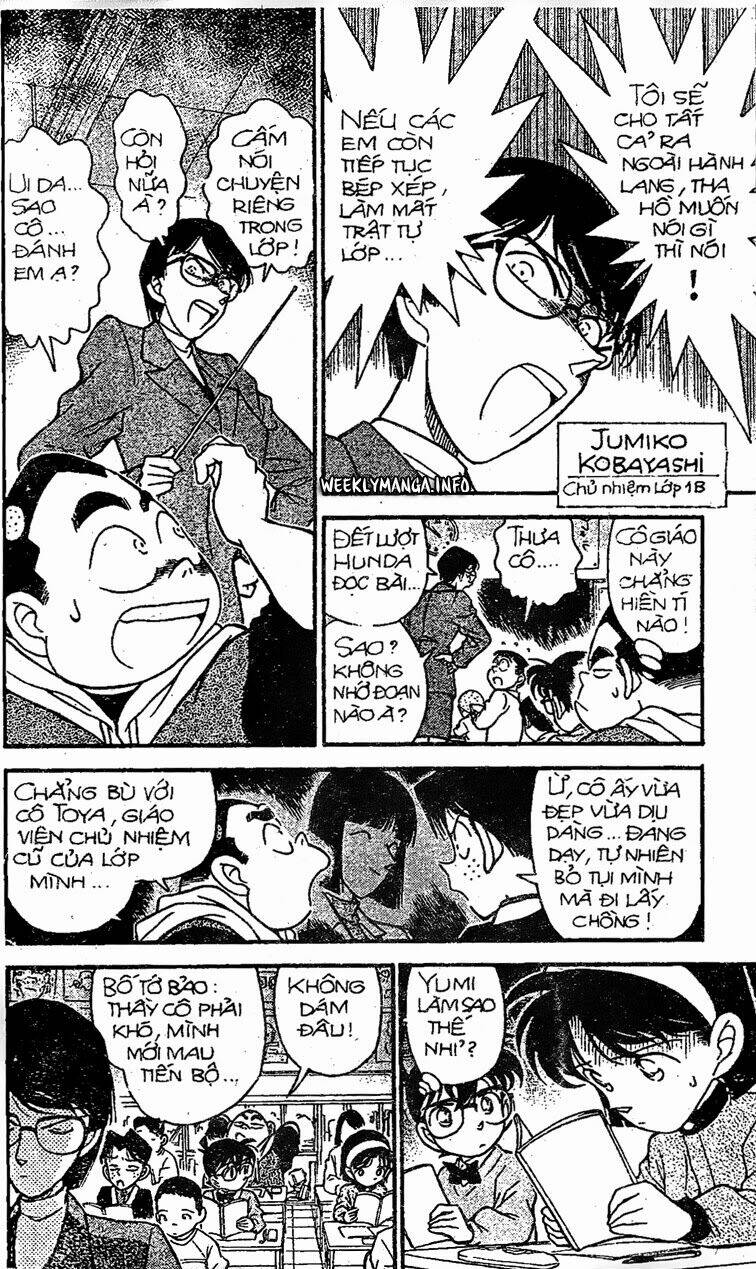 CẤM
NÓI
CHUYỆN
RIÊNG
TRONG
LỚP!
CÒN
HỎI
NỮA
À?
UI DA...
SAO
CÔ...
ĐÁNH
EM Ạ?
TÔI SẼ
CHO TẤT
CẢ RA
NGOÀI HÀNH
LANG, THA
HỒ MUỐN
NÓI GÌ
THÌ NÓI
!
NẾU CÁC
EM CÒN
TIẾP TỤC
BÉP XÉP,
LÀM MẤT
TRẬT TỰ
LỚP...
JUMIKO
KOBAYASHI
Chủ nhiệm lớp 1B
WEEKLYMANGA.INFO
ĐẾT LƯỢT
HUNDA
ĐỌC BÀI...
SAO?
KHÔNG
NHỚ ĐOẠN
NÀO À?
THƯA
CÔ....
CÔ GIÁO
NÀY
CHẲNG
HIỀN TÍ
NÀO!
CHẲNG BÙ VỚI
CÔ TOYA, GIÁO
VIÊN CHỦ NHIỆM
CŨ CỦA LỚP
MÌNH...
Ừ, CÔ ẤY VỪA
ĐẸP VỪA DỊU
DÀNG... ĐANG
DẠY, TỰ NHIÊN
BỎ TỤI MÌNH
MÀ ĐI LẤY
CHỒNG!
BỐ TỚ BẢO:
THẦY CÔ PHẢI
KHÓ, MÌNH
MỚI MAU
TIẾN BỘ...
KHÔNG
DÁM
ĐÂU!
YUMI
LÀM SAO
THẾ
NHỈ?